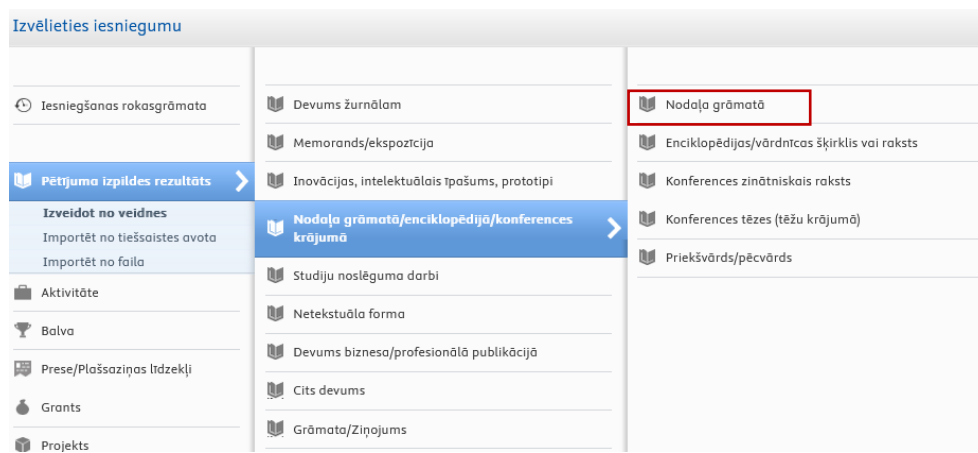 Izvēlieties iesniegumu
Iesniegšanas rokasgrāmata
Pētījuma izpildes rezultāts
Izveidot no veidnes
Importēt no tiešsaistes avota
Importēt no faila
Aktivitāte
Balva
Prese/Plašsaziņas līdzekļi
Grants
Projekts
Devums žurnālam
Memorands/ekspozīcija
Inovācijas, intelektuālais īpašums, prototipi
Nodaļa grāmatā/enciklopēdijā/konferences
krājumā
Studiju noslēguma darbi
Netekstuāla forma
Devums biznesa/profesionālā publikācijā
Cits devums
Grāmata/Ziņojums
Nodaļa grāmatā
Enciklopēdijas/vārdnīcas šķirklis vai raksts
Konferences zinātniskais raksts
Konferences tēzes (tēžu krājumā)
Priekšvārds/pēcvārds